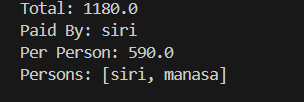 Total: 1180.0
Paid By: siri
Per Person: 590.0
Persons: [siri, manasa]